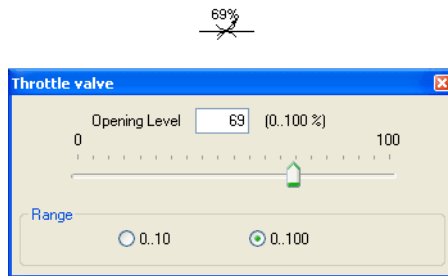 69%
Throttle valve
Opening Level 69 (0..100 %)
0 100
Range
0..10 0..100